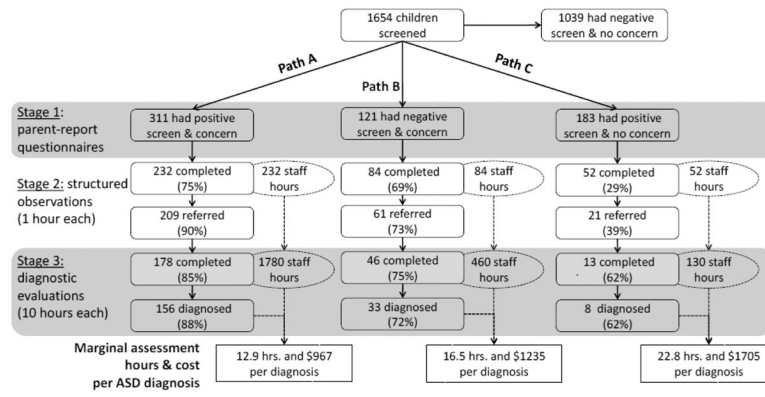 1654 children
screened
1039 had negative
screen & no concern
Path A
Path B
Path C
Stage 1:
parent-report
questionnaires
311 had positive
screen & concern
121 had negative
screen & concern
183 had positive
screen & no concern
Stage 2: structured
observations
(1 hour each)
232 completed
(75%)
232 staff
hours
84 completed
(69%)
84 staff
hours
52 completed
(29%)
52 staff
hours
209 referred
(90%)
61 referred
(73%)
21 referred
(39%)
Stage 3:
diagnostic
evaluations
(10 hours each)
178 completed
(85%)
1780 staff
hours
46 completed
(75%)
460 staff
hours
13 completed
(62%)
130 staff
hours
156 diagnosed
(88%)
33 diagnosed
(72%)
8 diagnosed
(62%)
Marginal assessment
hours & cost
per ASD diagnosis
12.9 hrs. and $967
per diagnosis
16.5 hrs. and $1235
per diagnosis
22.8 hrs. and $1705
per diagnosis